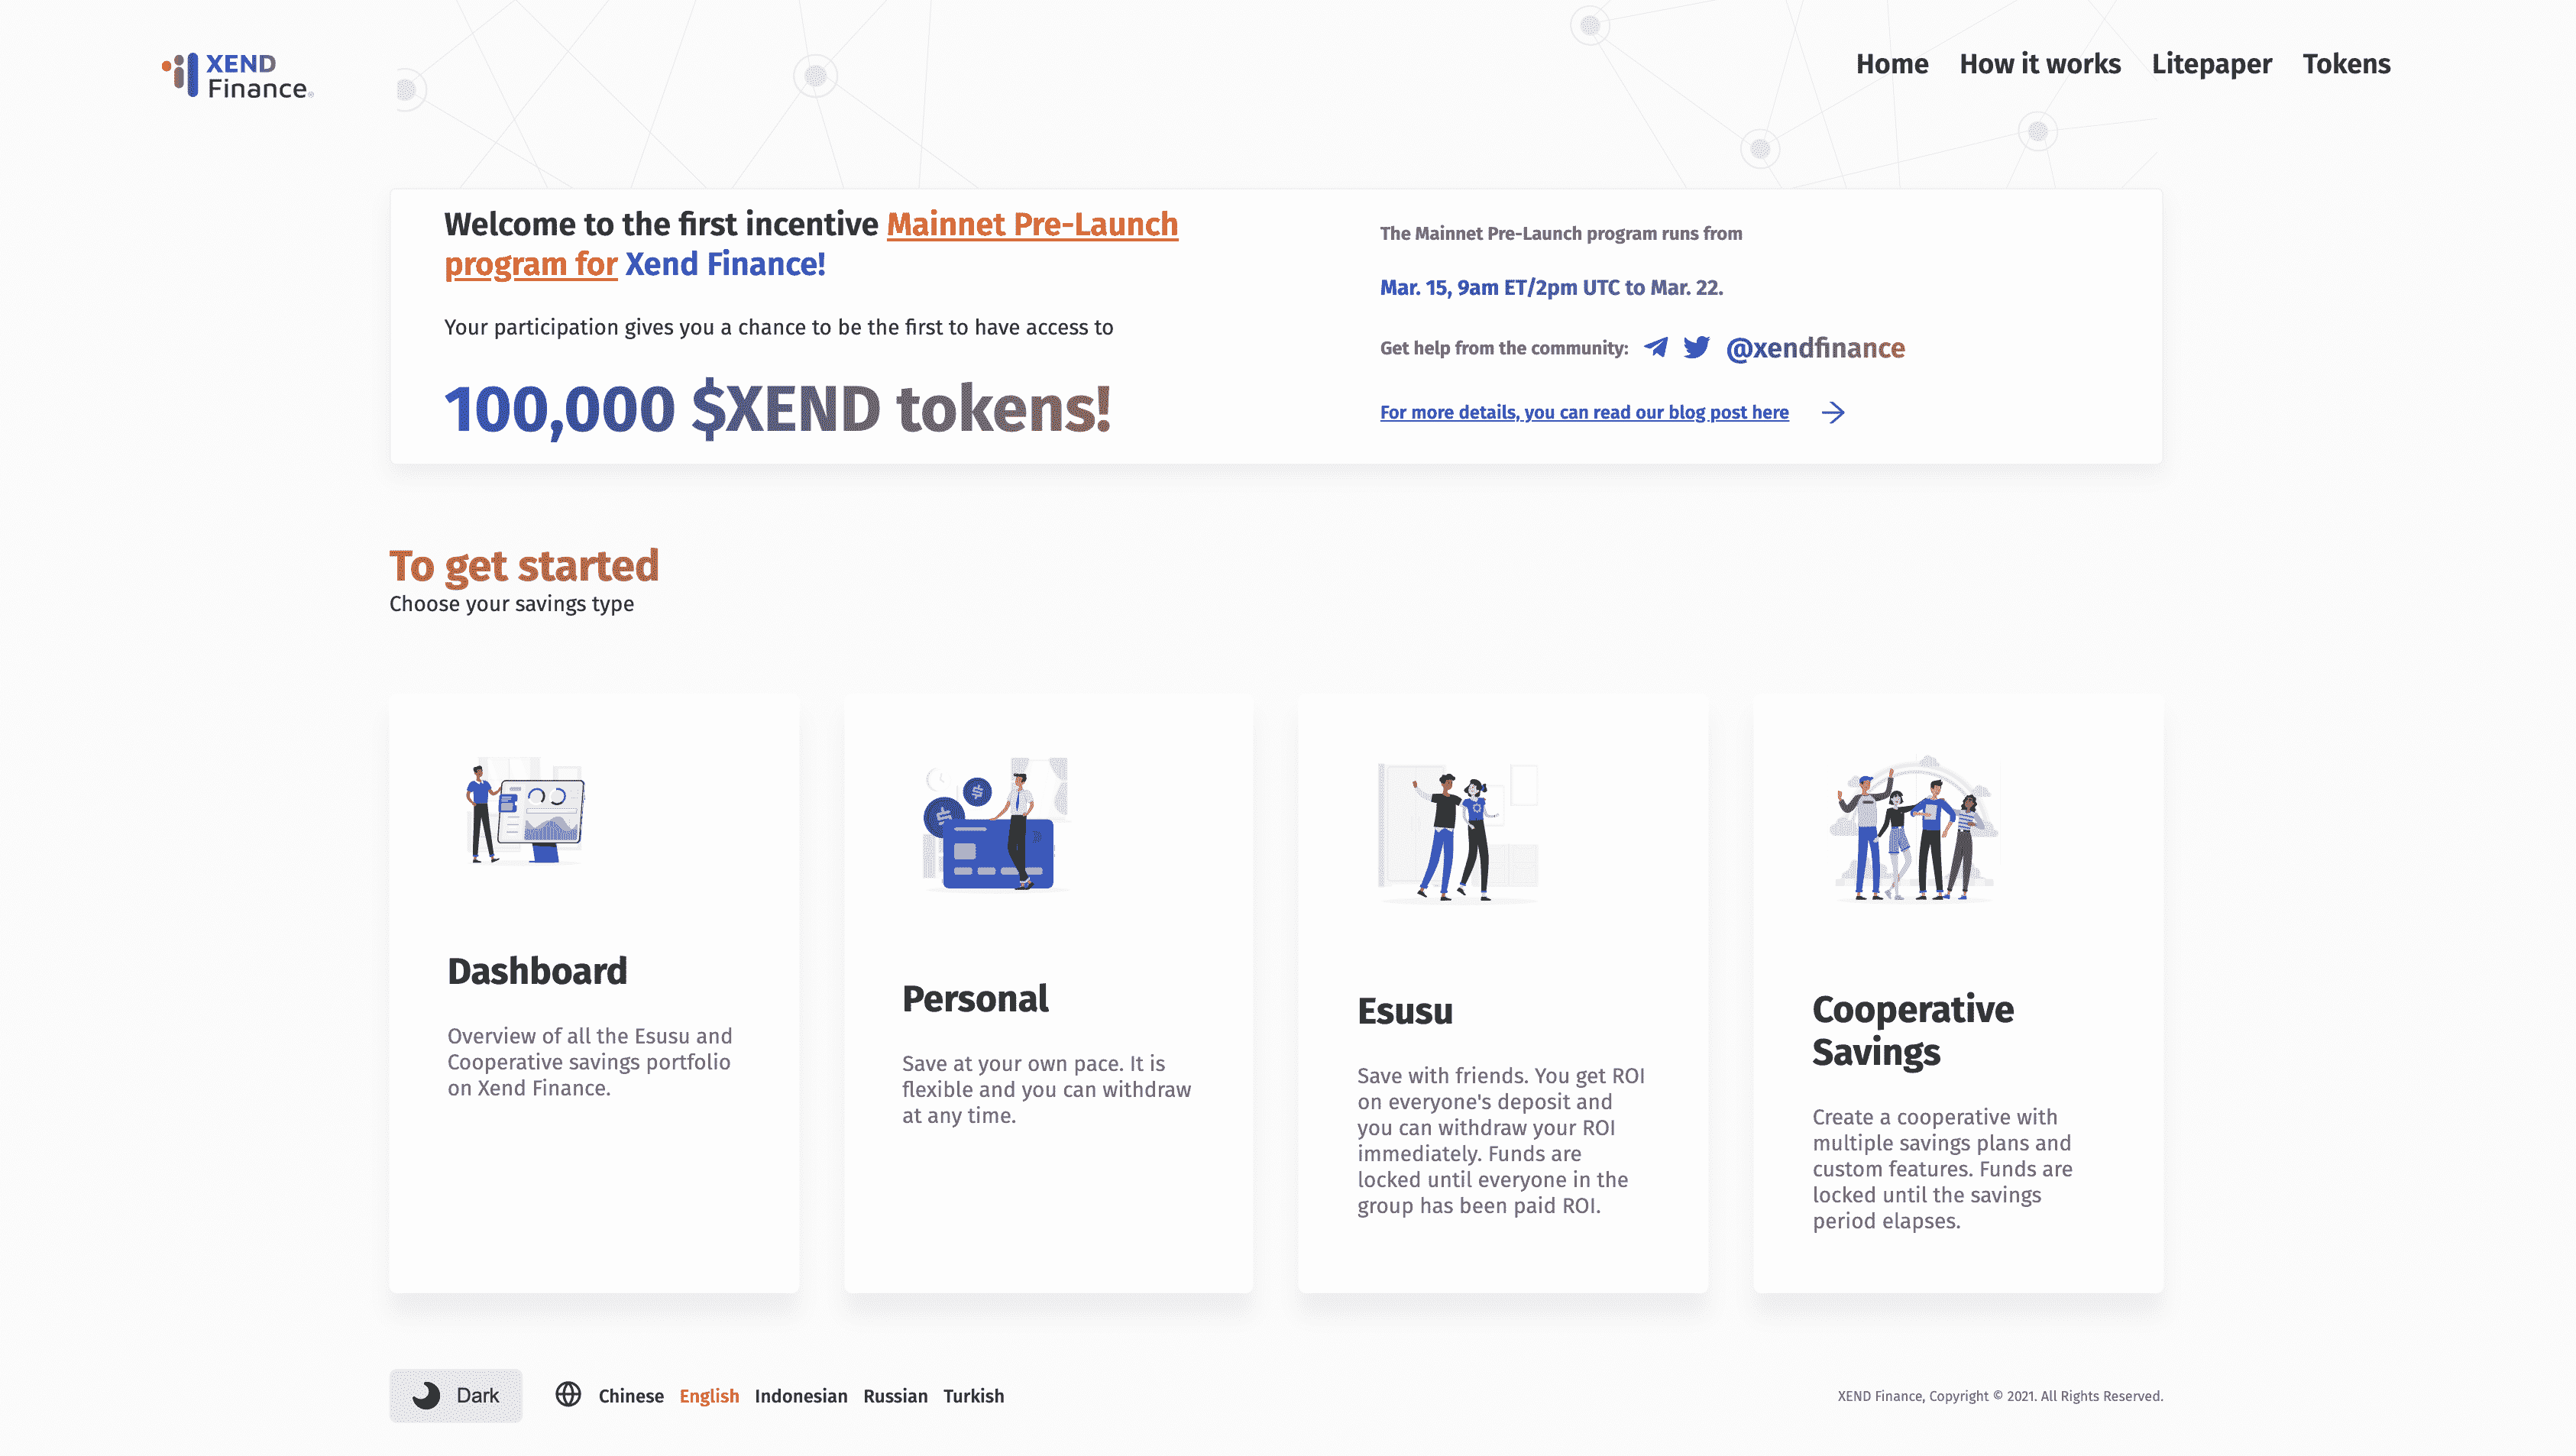 XEND
Finance®
Home How it works Litepaper Tokens
Welcome to the first incentive Mainnet Pre-Launch
program for Xend Finance!
Your participation gives you a chance to be the first to have access to
100,000 $XEND tokens!
The Mainnet Pre-Launch program runs from
Mar. 15, 9am ET/2pm UTC to Mar. 22.
Get help from the community: @xendfinance
For more details, you can read our blog post here
To get started
Choose your savings type
Dashboard
Overview of all the Esusu and
Cooperative savings portfolio
on Xend Finance.
Personal
Save at your own pace. It is
flexible and you can withdraw
at any time.
Esusu
Save with friends. You get ROI
on everyone's deposit and
you can withdraw your ROI
immediately. Funds are
locked until everyone in the
group has been paid ROI.
Cooperative
Savings
Create a cooperative with
multiple savings plans and
custom features. Funds are
locked until the savings
period elapses.
Dark
Chinese English Indonesian Russian Turkish
XEND Finance, Copyright © 2021. All Rights Reserved.